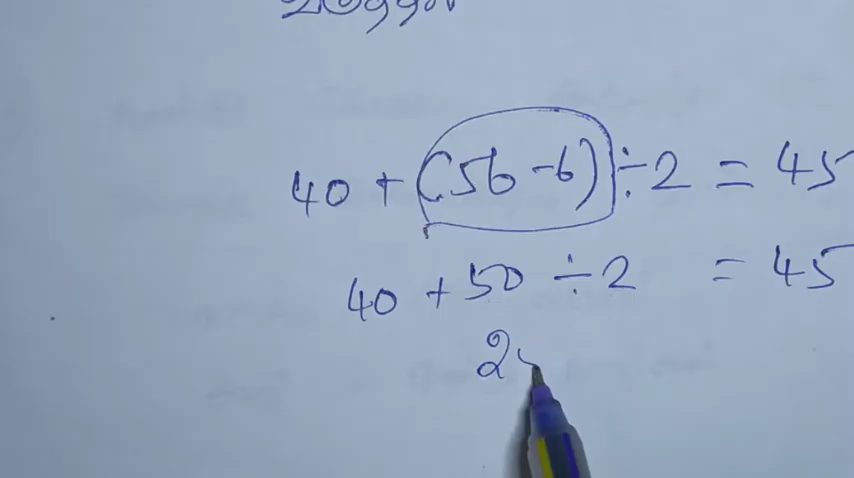 40 + (56 - 6) ÷ 2 = 45
40 + 50 ÷ 2 = 45
2